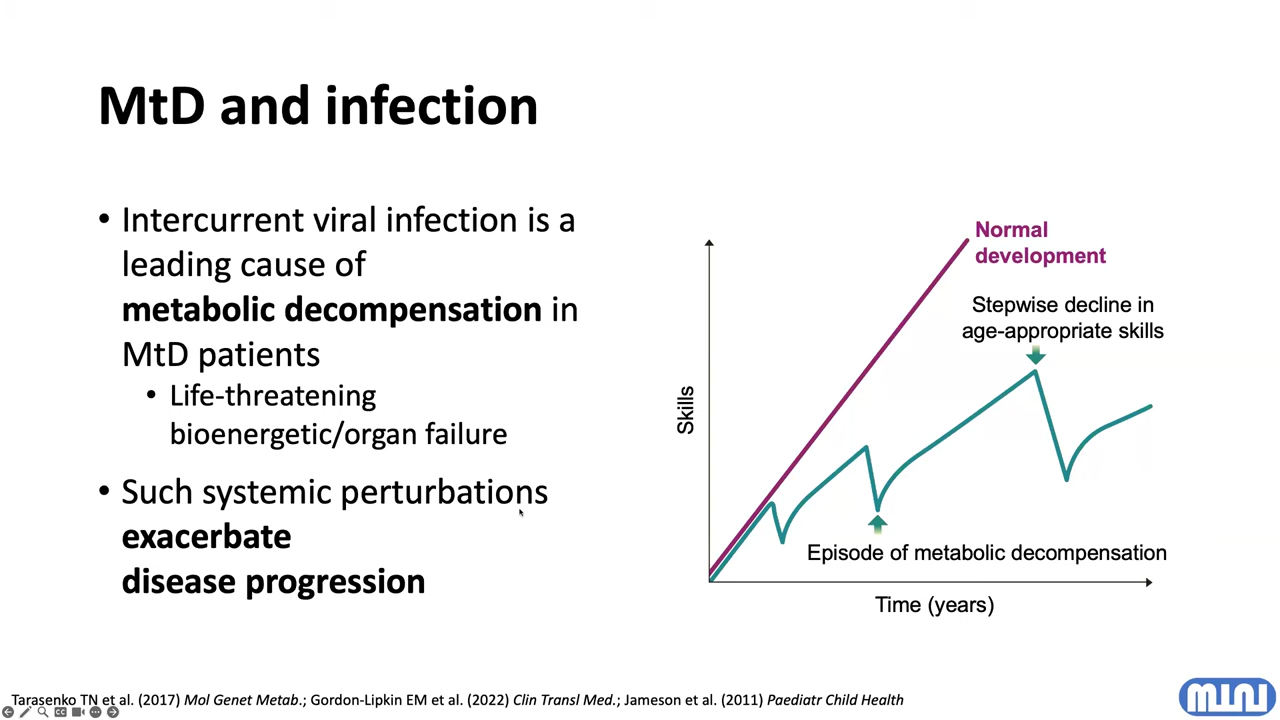 MtD and infection
• Intercurrent viral infection is a
leading cause of
metabolic decompensation in
MtD patients
• Life-threatening
bioenergetic/organ failure
• Such systemic perturbations
exacerbate
disease progression
Normal
development
Stepwise decline in
age-appropriate skills
Skills
Episode of metabolic decompensation
Time (years)
Tarasenko TN et al. (2017) Mol Genet Metab.; Gordon-Lipkin EM et al. (2022) Clin Transl Med.; Jameson et al. (2011) Paediatr Child Health
CC
MINI